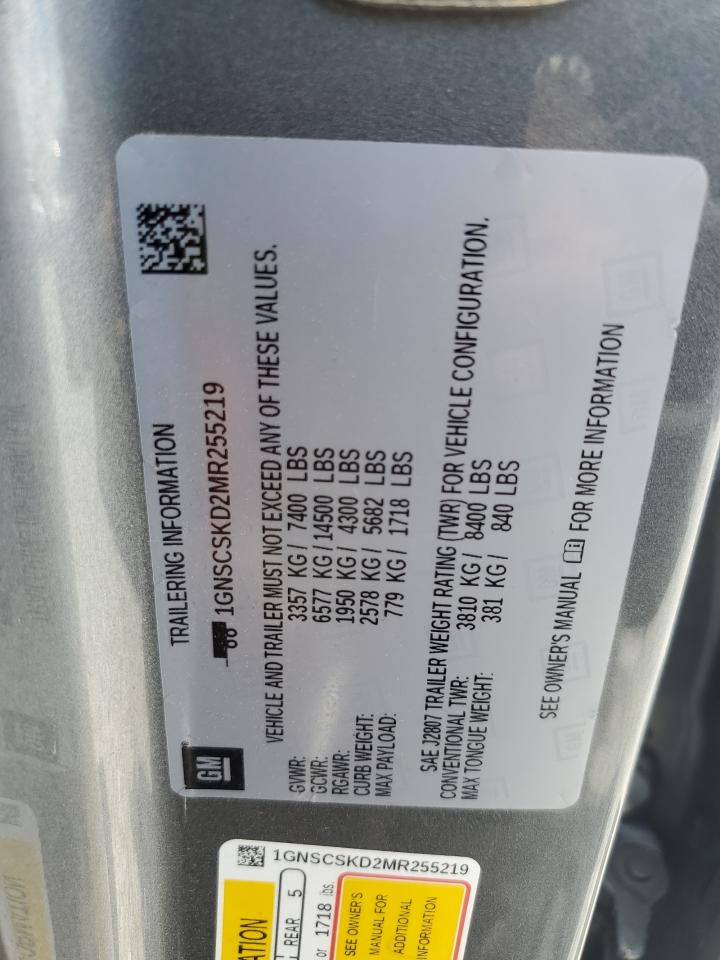 TRAILERING INFORMATION
1GNSCSKD2MR255219
GM
VEHICLE AND TRAILER MUST NOT EXCEED ANY OF THESE VALUES.
GVWR: 3357 KG / 7400 LBS
GCWR: 6577 KG / 14500 LBS
RGAWR: 1950 KG / 4300 LBS
CURB WEIGHT: 2578 KG / 5682 LBS
MAX PAYLOAD: 779 KG / 1718 LBS
SAE J2807 TRAILER WEIGHT RATING (TWR) FOR VEHICLE CONFIGURATION.
CONVENTIONAL TWR: 3810 KG / 8400 LBS
MAX TONGUE WEIGHT: 381 KG / 840 LBS
SEE OWNER'S MANUAL FOR MORE INFORMATION
1GNSCSKD2MR255219
REAR 5
or 1718 lbs.
SEE OWNER'S
MANUAL FOR
ADDITIONAL
INFORMATION